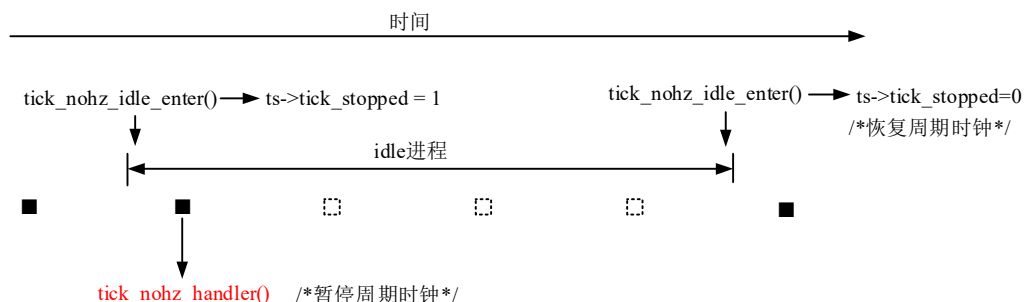 时间
tick_nohz_idle_enter() ts->tick_stopped = 1
tick_nohz_idle_enter() ts->tick_stopped=0
/*恢复周期时钟*/
idle进程
tick_nohz_handler() /*暂停周期时钟*/